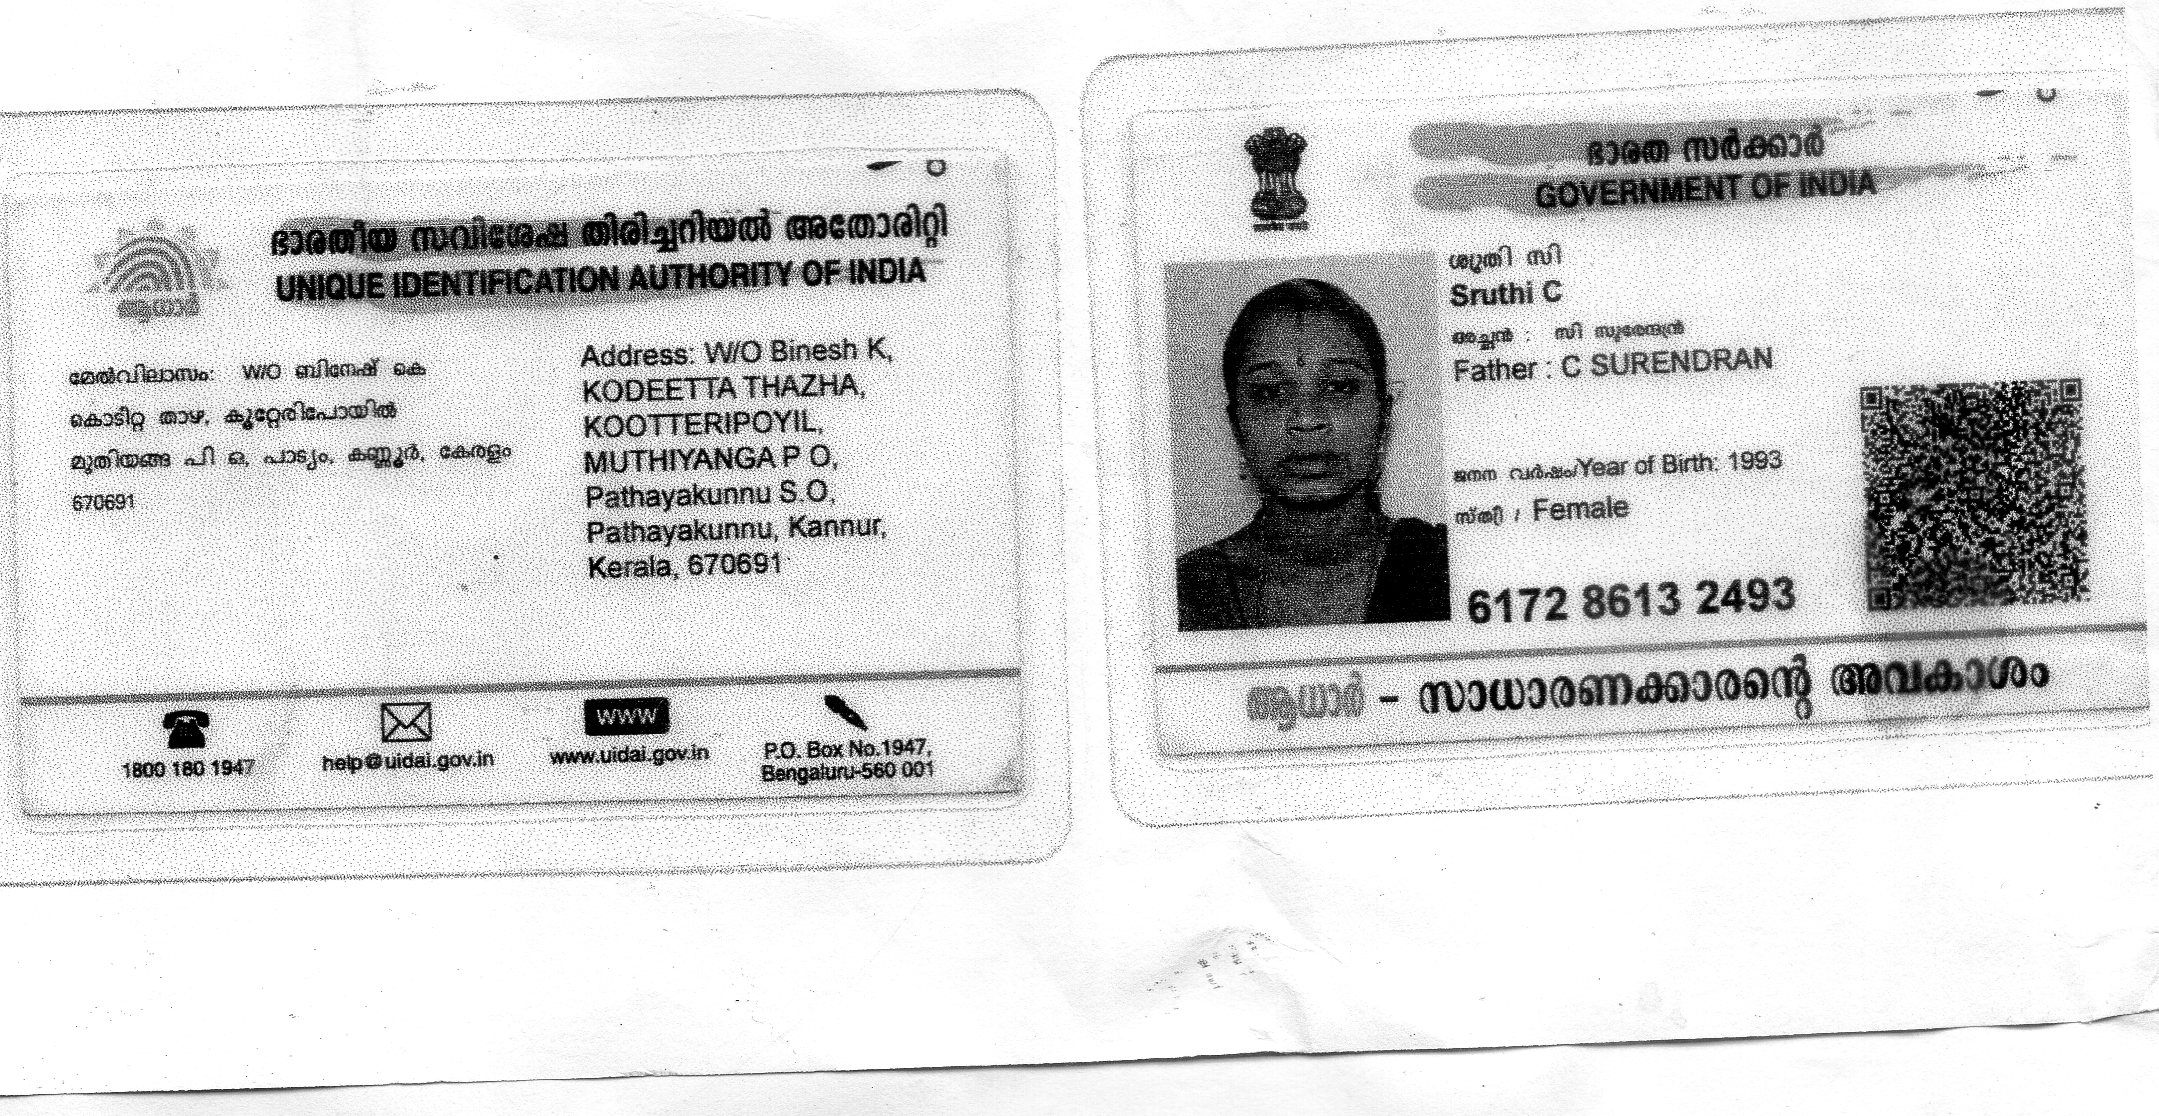 ഭാരതീയ സവിശേഷ തിരിച്ചറിയൽ അതോരിറ്റി
UNIQUE IDENTIFICATION AUTHORITY OF INDIA
ആധാർ
മേൽവിലാസം: W/O ബിനേഷ് കെ
കൊടീറ്റ താഴ, കൂറ്റേരിപോയിൽ
മുതിയങ്ങ പി ഒ, പാട്യം, കണ്ണൂർ, കേരളം
670691
Address: W/O Binesh K,
KODEETTA THAZHA,
KOOTTERIPOYIL,
MUTHIYANGA P O,
Pathayakunnu S.O,
Pathayakunnu, Kannur,
Kerala, 670691
1800 180 1947
help@uidai.gov.in
www
www.uidai.gov.in
P.O. Box No.1947,
Bengaluru-560 001
ഭാരത സർക്കാർ
GOVERNMENT OF INDIA
ശ്രുതി സി
Sruthi C
അച്ഛൻ : സി സുരേന്ദ്രൻ
Father : C SURENDRAN
ജനന വർഷം/Year of Birth: 1993
സ്ത്രീ / Female
6172 8613 2493
ആധാർ - സാധാരണക്കാരന്റെ അവകാശം